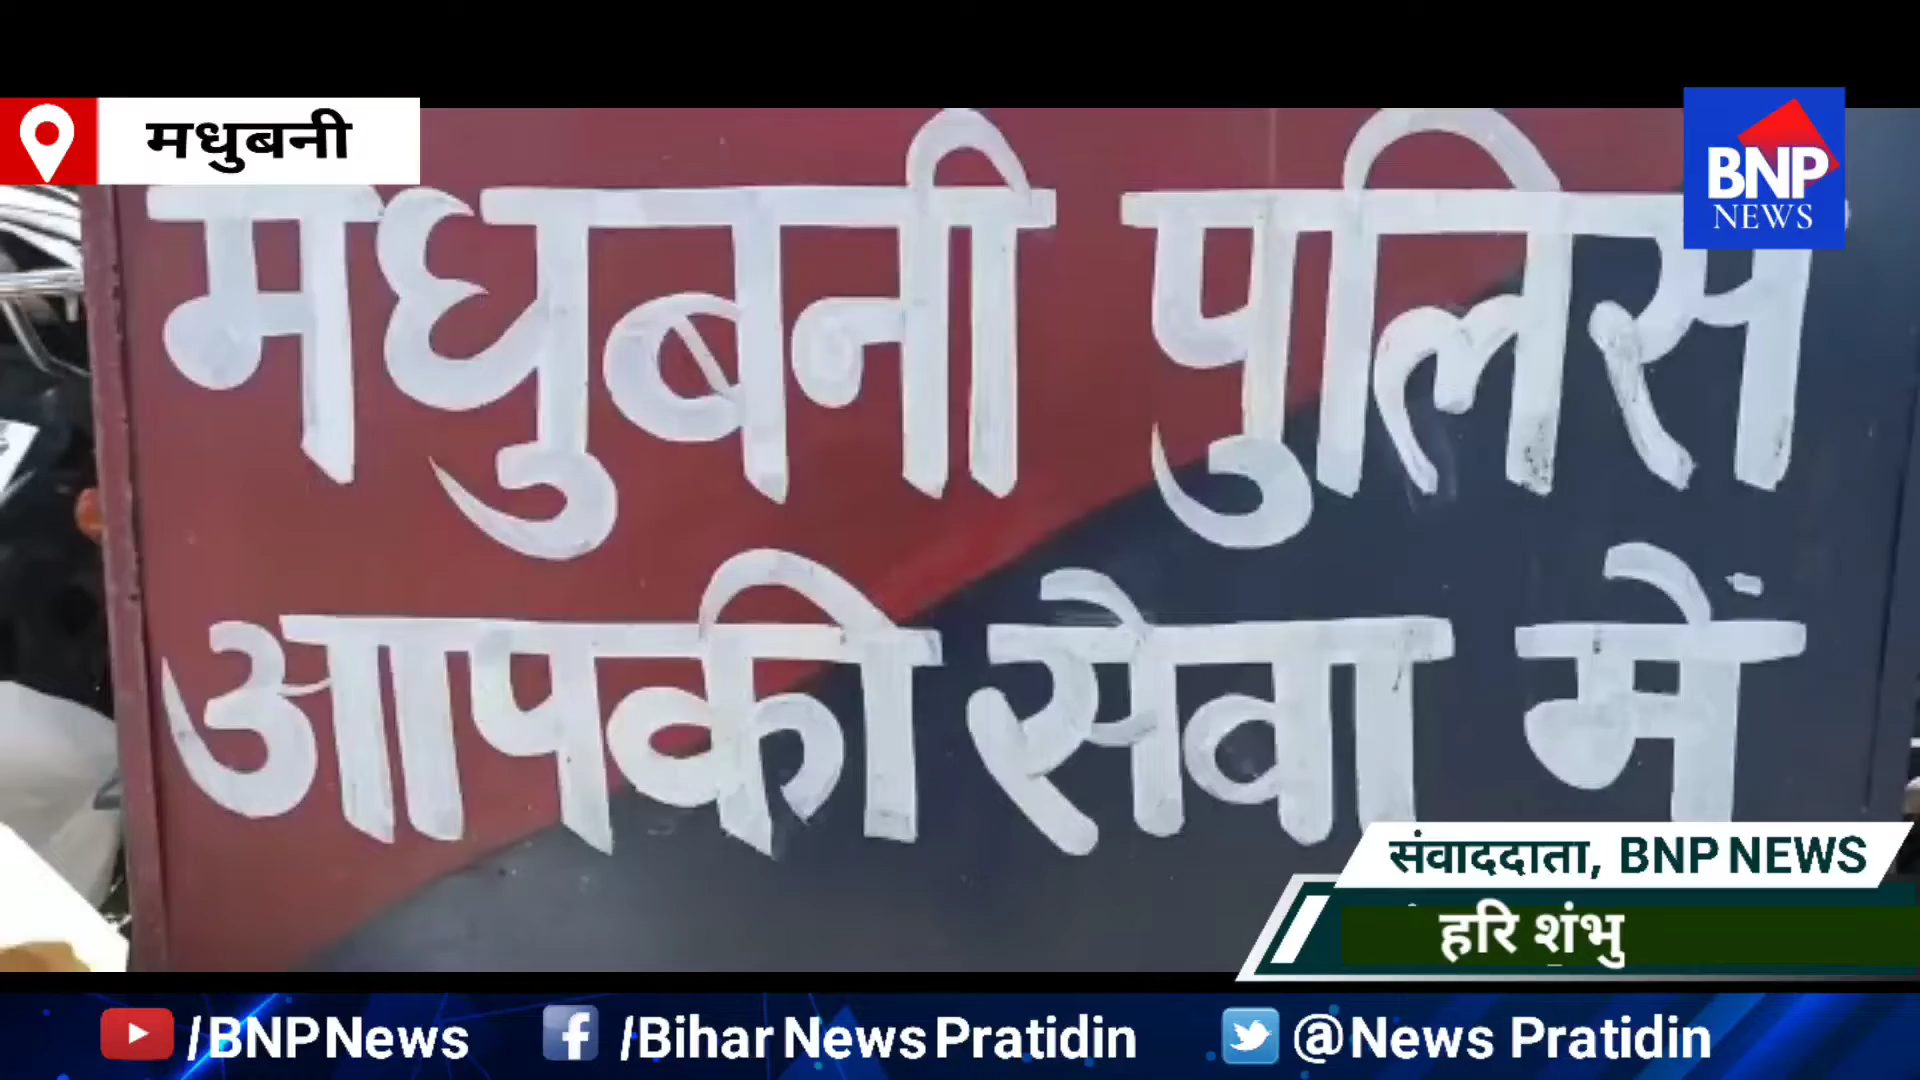 मधुबनी
BNP
NEWS
मधुबनी पुलिस
आपकी सेवा में
संवाददाता, BNP NEWS
हरि शंभु
/BNPNews
/Bihar News Pratidin
@News Pratidin